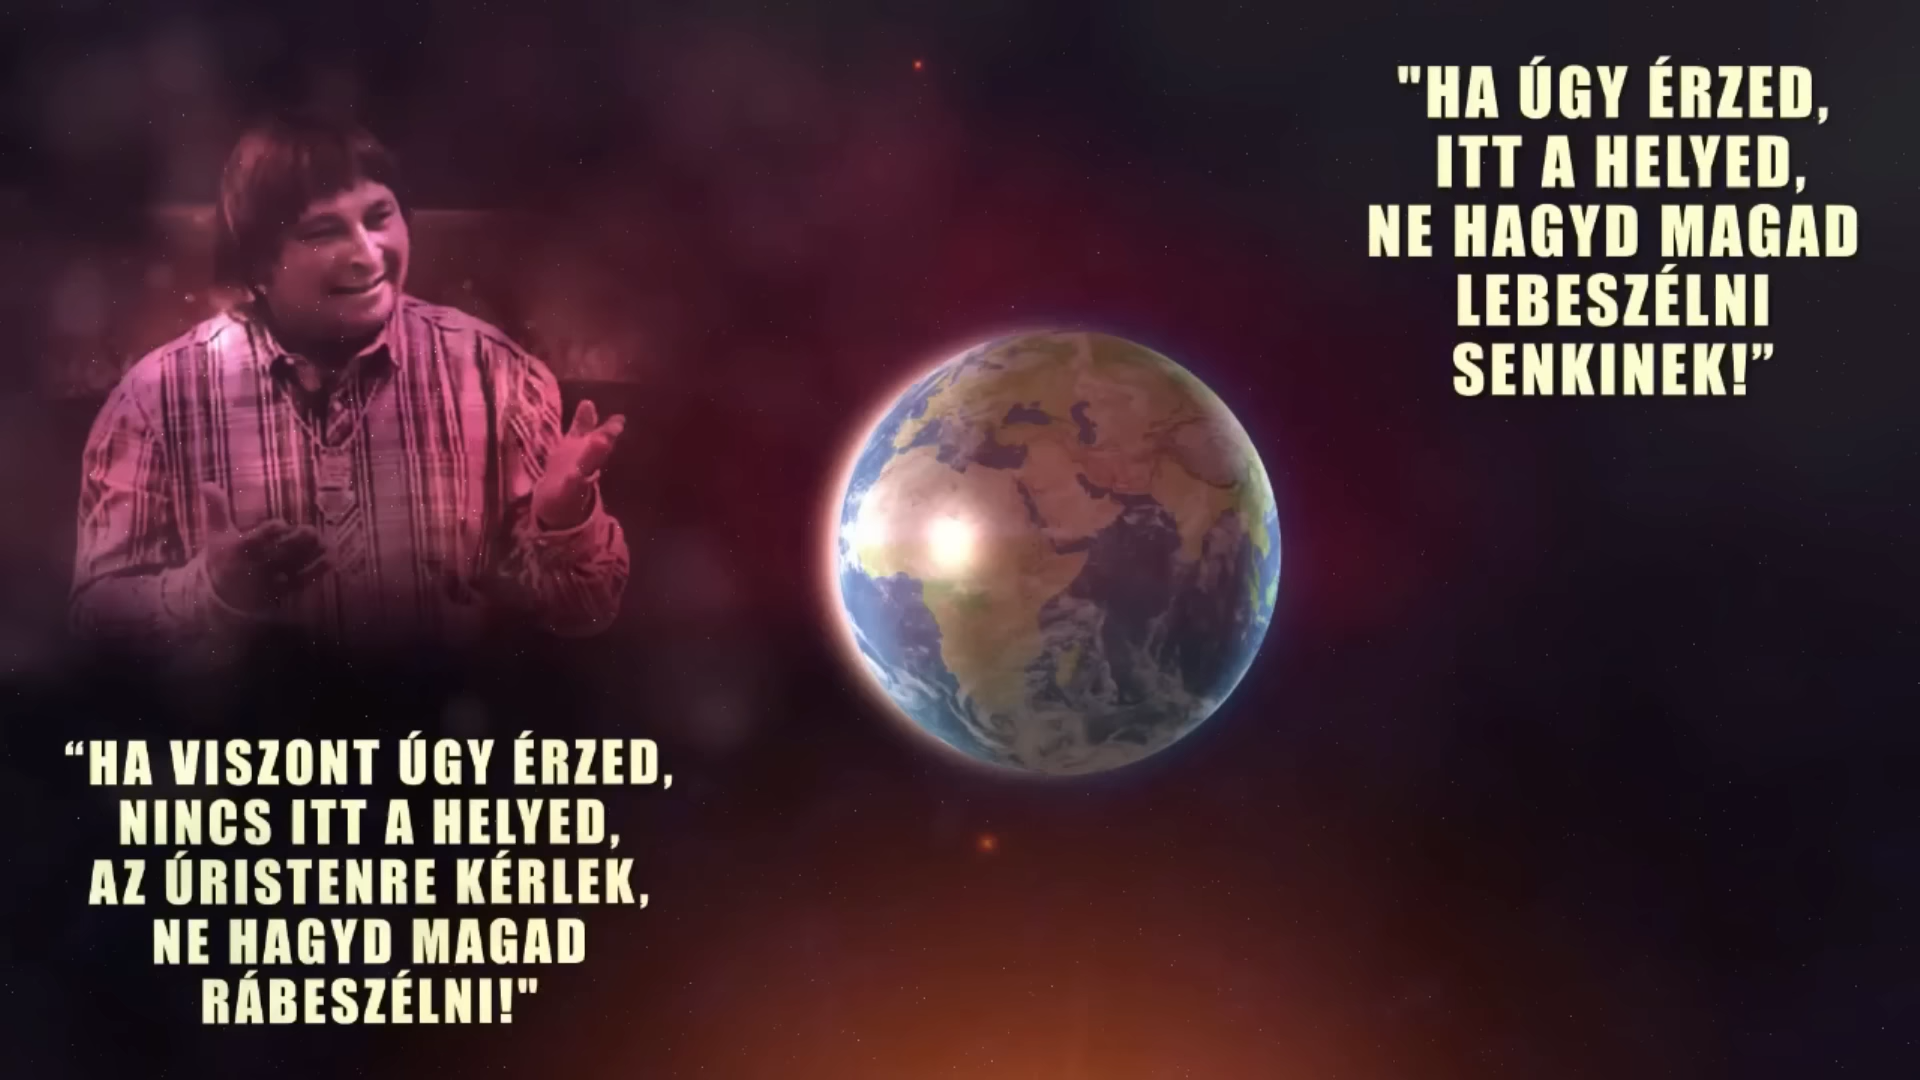 "HA ÚGY ÉRZED,
ITT A HELYED,
NE HAGYD MAGAD
LEBESZÉLNI
SENKINEK!”
“HA VISZONT ÚGY ÉRZED,
NINCS ITT A HELYED,
AZ ÚRISTENRE KÉRLEK,
NE HAGYD MAGAD
RÁBESZÉLNI!"